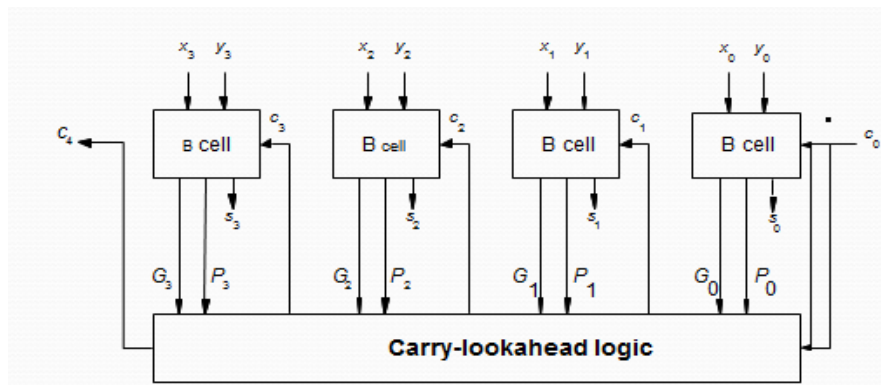 x3 y3 x2 y2 x1 y1 x0 y0
c4 c3 c2 c1 c0
B cell B cell B cell B cell
s3 s2 s1 s0
G3 P3 G2 P2 G1 P1 G0 P0
Carry-lookahead logic